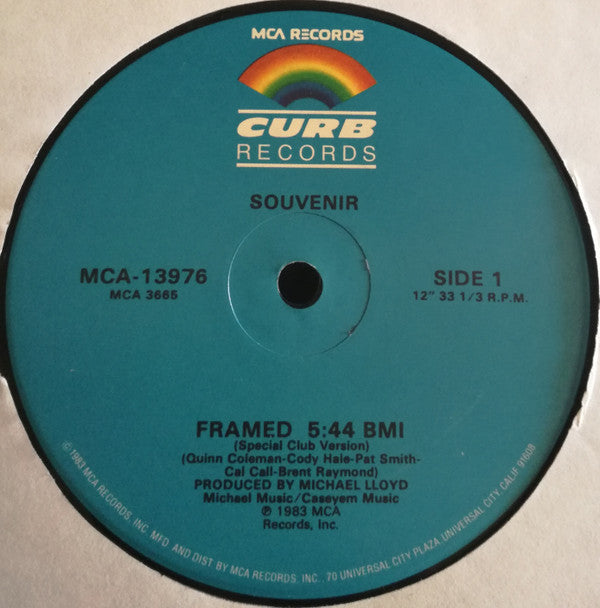 MCA RECORDS
CURB
RECORDS
SOUVENIR
MCA-13976
MCA 3665
SIDE 1
12" 33 1/3 R.P.M.
FRAMED 5:44 BMI
(Special Club Version)
(Quinn Coleman-Cody Hale-Pat Smith-
Cal Call-Brent Raymond)
PRODUCED BY MICHAEL LLOYD
Michael Music/Caseyem Music
℗ 1983 MCA
Records, Inc.
©1983 MCA RECORDS, INC. MFD. AND DIST BY MCA RECORDS, INC., 70 UNIVERSAL CITY PLAZA, UNIVERSAL CITY, CALIF. 91608